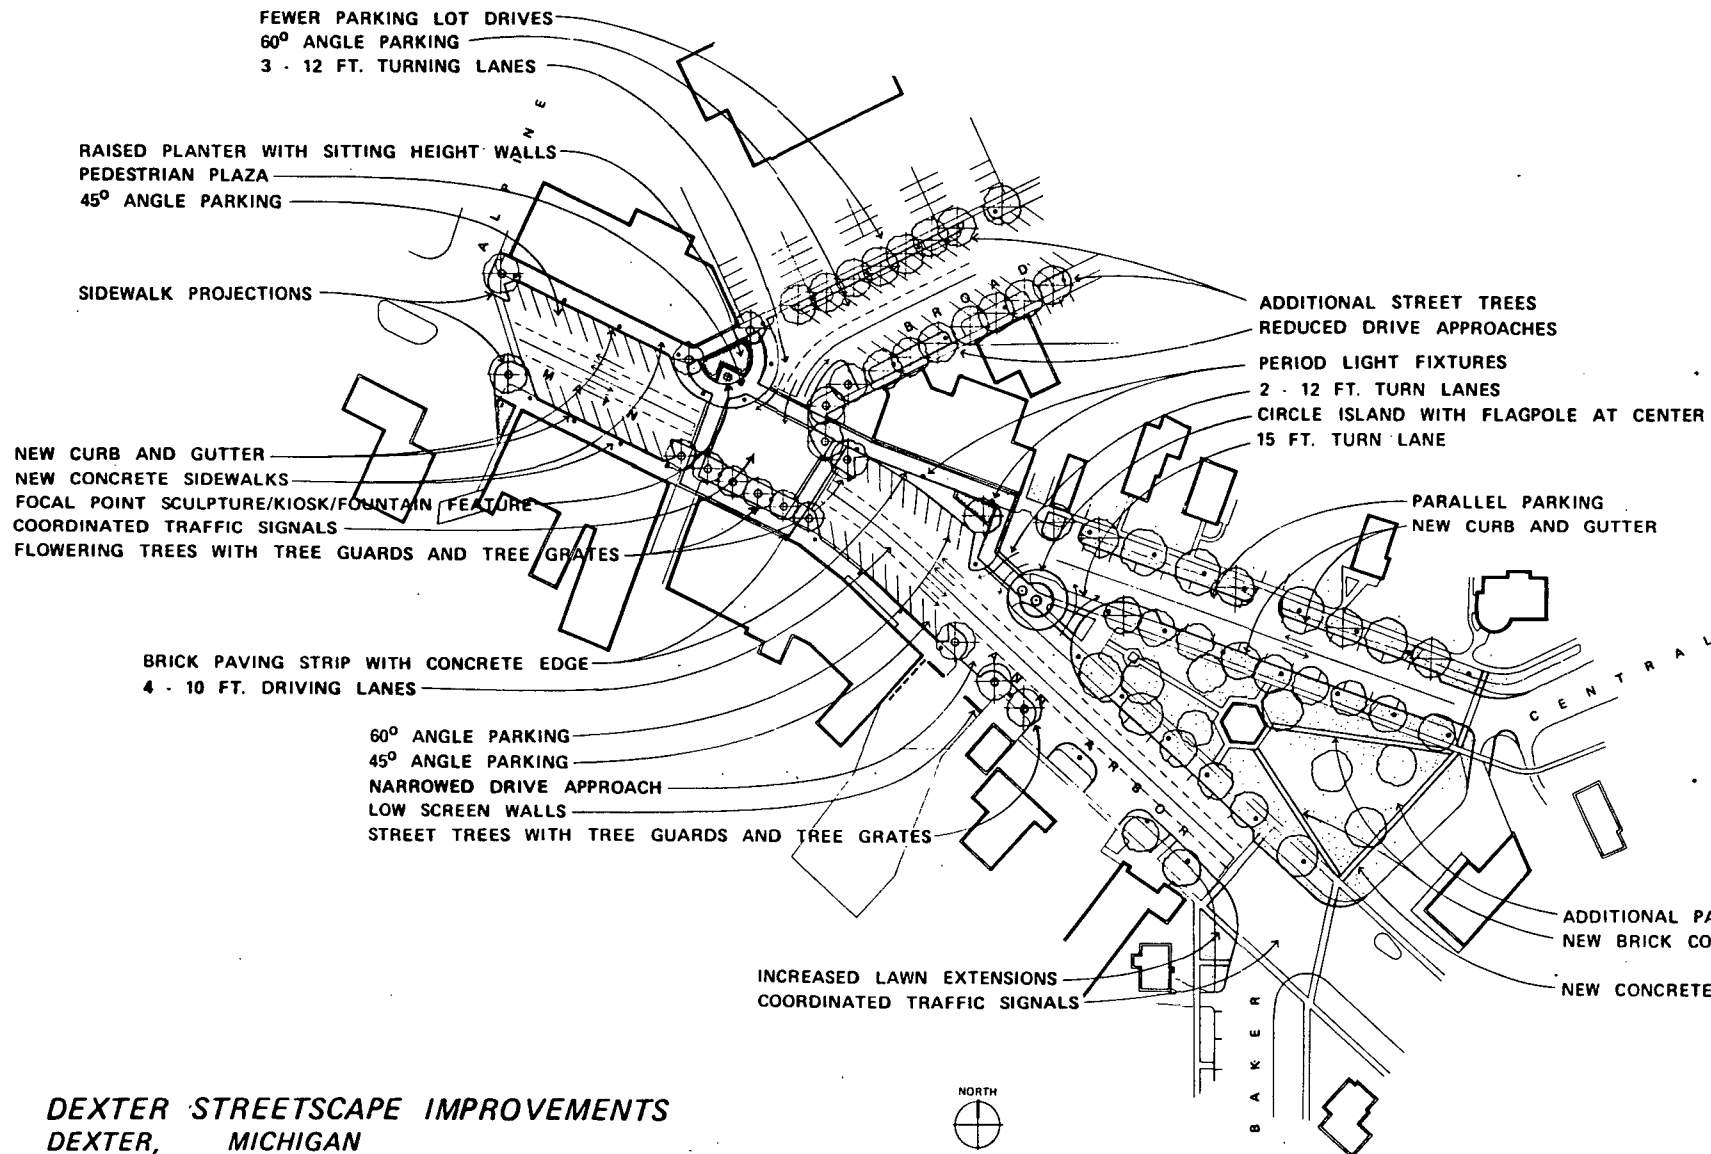 FEWER PARKING LOT DRIVES
60° ANGLE PARKING
3 - 12 FT. TURNING LANES
ALPINE
RAISED PLANTER WITH SITTING HEIGHT WALLS
PEDESTRIAN PLAZA
45° ANGLE PARKING
SIDEWALK PROJECTIONS
BROAD
MAIN
ADDITIONAL STREET TREES
REDUCED DRIVE APPROACHES
PERIOD LIGHT FIXTURES
2 - 12 FT. TURN LANES
CIRCLE ISLAND WITH FLAGPOLE AT CENTER
15 FT. TURN LANE
NEW CURB AND GUTTER
NEW CONCRETE SIDEWALKS
FOCAL POINT SCULPTURE/KIOSK/FOUNTAIN FEATURE
COORDINATED TRAFFIC SIGNALS
FLOWERING TREES WITH TREE GUARDS AND TREE GRATES
PARALLEL PARKING
NEW CURB AND GUTTER
BRICK PAVING STRIP WITH CONCRETE EDGE
4 - 10 FT. DRIVING LANES
CENTRAL
ANN ARBOR
60° ANGLE PARKING
45° ANGLE PARKING
NARROWED DRIVE APPROACH
LOW SCREEN WALLS
STREET TREES WITH TREE GUARDS AND TREE GRATES
ADDITIONAL PA
NEW BRICK CO
NEW CONCRETE
INCREASED LAWN EXTENSIONS
COORDINATED TRAFFIC SIGNALS
BAKER
NORTH
DEXTER STREETSCAPE IMPROVEMENTS
DEXTER, MICHIGAN